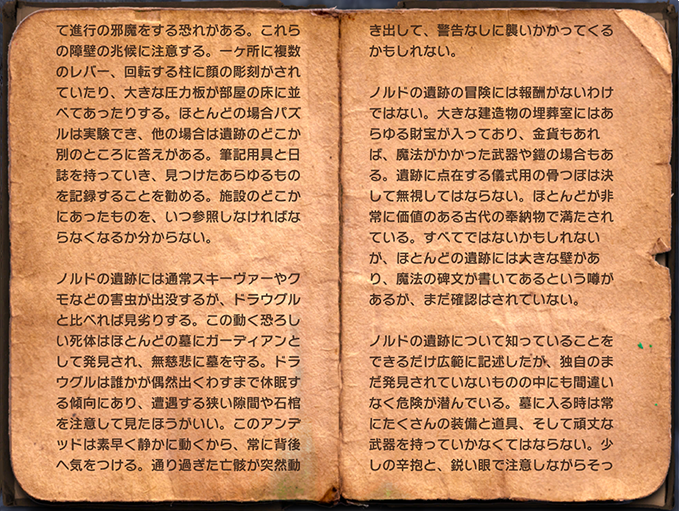 て進行の邪魔をする恐れがある。これら
の障壁の兆候に注意する。一ヶ所に複数
のレバー、回転する柱に顔の彫刻がされ
ていたり、大きな圧力板が部屋の床に並
べてあったりする。ほとんどの場合パズ
ルは実験でき、他の場合は遺跡のどこか
別のところに答えがある。筆記用具と日
誌を持っていき、見つけたあらゆるもの
を記録することを勧める。施設のどこか
にあったものを、いつ参照しなければな
らなくなるか分からない。
ノルドの遺跡には通常スキーヴァーやク
モなどの害虫が出没するが、ドラウグル
と比べれば見劣りする。この動く恐ろし
い死体はほとんどの墓にガーディアンと
して発見され、無慈悲に墓を守る。ドラ
ウグルは誰かが偶然出くわすまで休眠す
る傾向にあり、遭遇する狭い隙間や石棺
を注意して見たほうがいい。このアンデ
ッドは素早く静かに動くから、常に背後
へ気をつける。通り過ぎた亡骸が突然動
き出して、警告なしに襲いかかってくる
かもしれない。
ノルドの遺跡の冒険には報酬がないわけ
ではない。大きな建造物の埋葬室にはあ
らゆる財宝が入っており、金貨もあれ
ば、魔法がかかった武器や鎧の場合もあ
る。遺跡に点在する儀式用の骨つぼは決
して無視してはならない。ほとんどが非
常に価値のある古代の奉納物で満たされ
ている。すべてではないかもしれない
が、ほとんどの遺跡には大きな壁があ
り、魔法の碑文が書いてあるという噂が
あるが、まだ確認はされていない。
ノルドの遺跡について知っていることを
できるだけ広範に記述したが、独自のま
だ発見されていないものの中にも間違い
なく危険が潜んでいる。墓に入る時は常
にたくさんの装備と道具、そして頑丈な
武器を持っていかなくてはならない。少
しの辛抱と、鋭い眼で注意しながらそっ